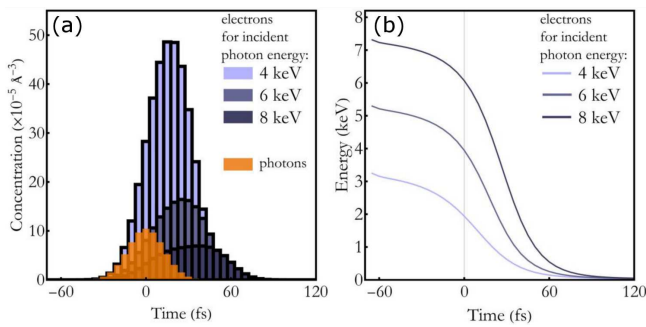 (a)
electrons
for incident
photon energy:
4 keV
6 keV
8 keV
photons
Concentration (×10⁻⁵ Å⁻³)
50
40
30
20
10
0
-60
0
60
120
Time (fs)
(b)
electrons
for incident
photon energy:
4 keV
6 keV
8 keV
Energy (keV)
8
7
6
5
4
3
2
1
0
-60
0
60
120
Time (fs)